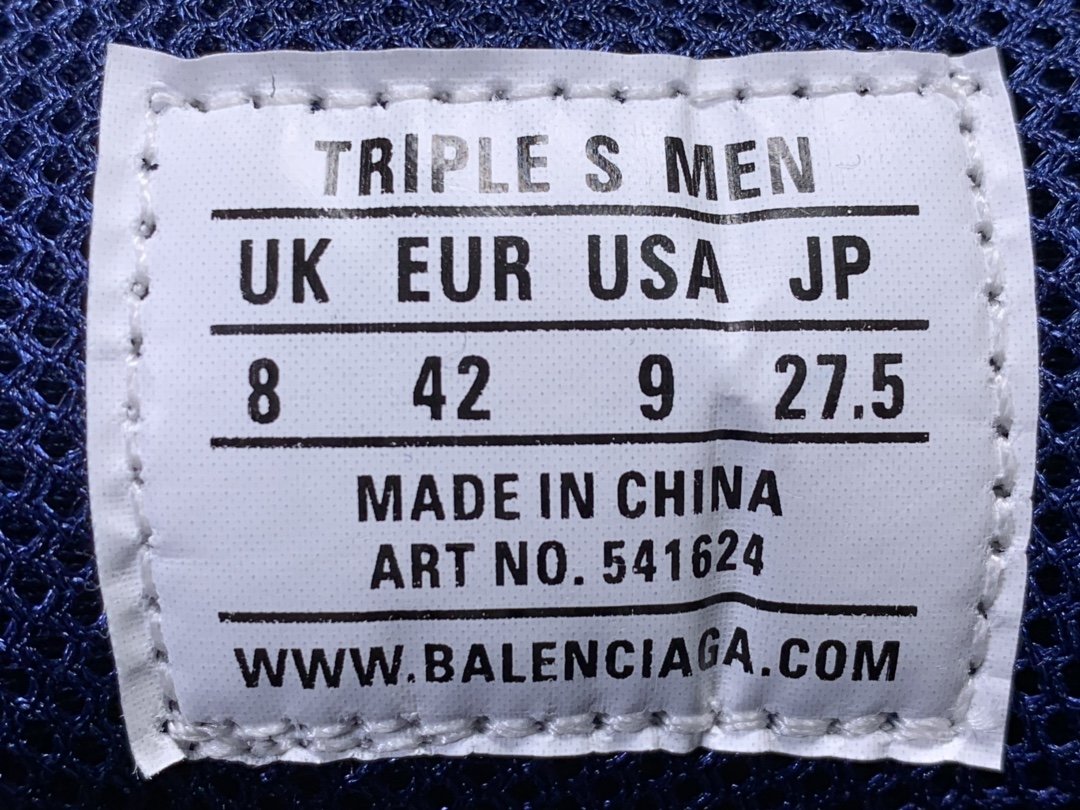 TRIPLE S MEN
UK EUR USA JP
8 42 9 27.5
MADE IN CHINA
ART NO. 541624
WWW.BALENCIAGA.COM